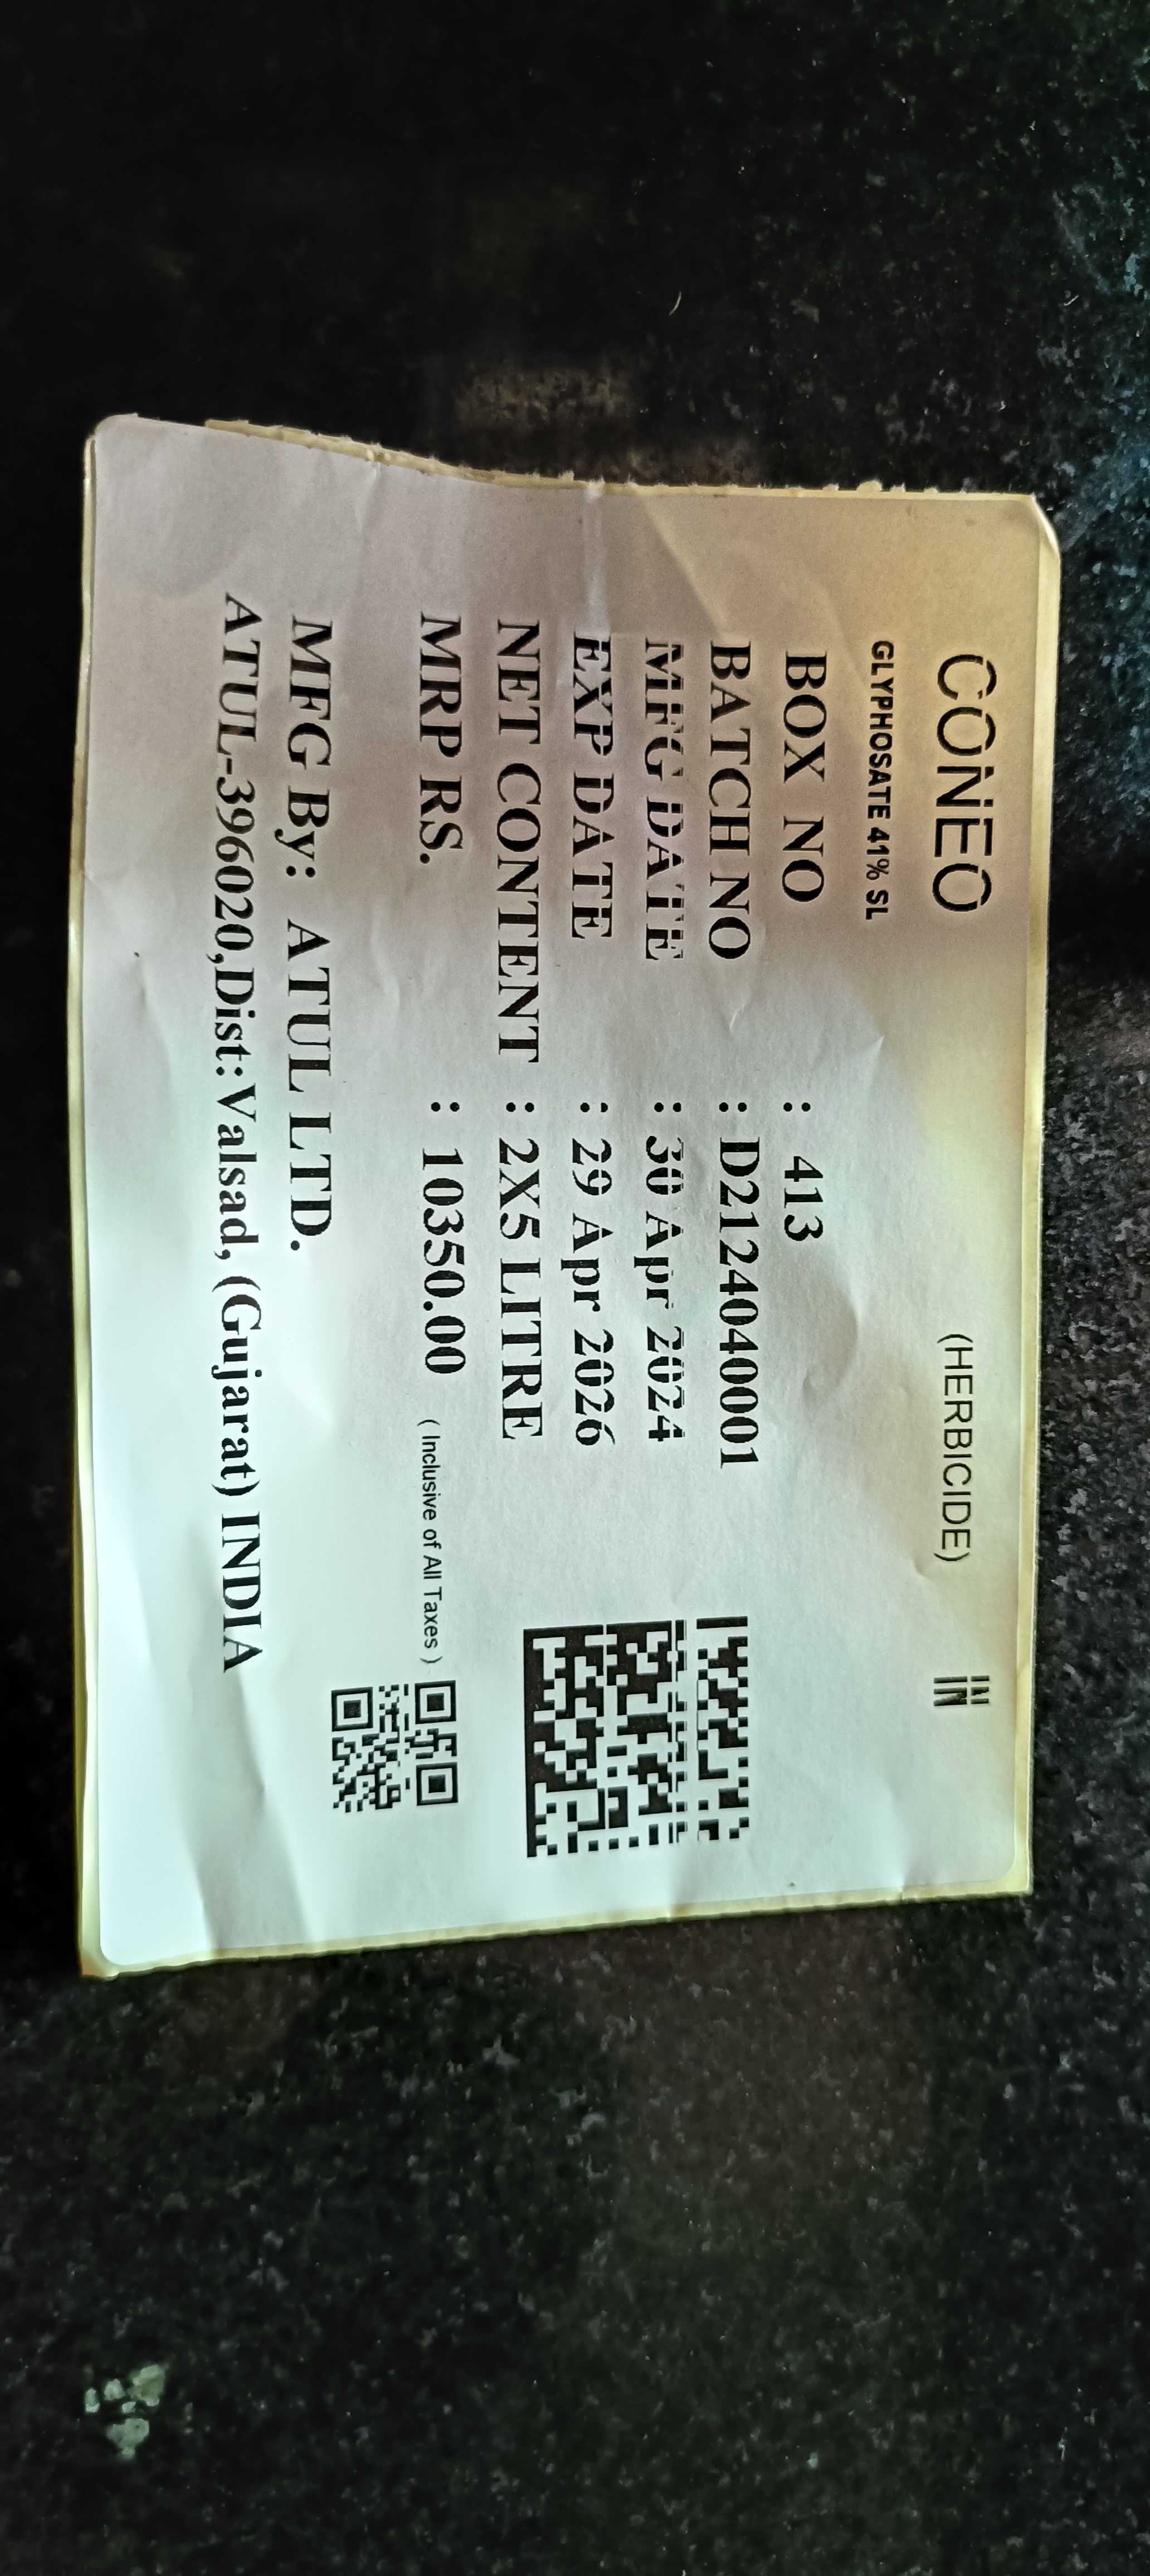 CONEO (HERBICIDE) IN
GLYPHOSATE 41% SL
BOX NO : 413
BATCH NO : D212404001
MFG DATE : 30 Apr 2024
EXP DATE : 29 Apr 2026
NET CONTENT : 2X5 LITRE
MRP RS. : 10350.00 ( Inclusive of All Taxes )
MFG By: ATUL LTD.
ATUL-396020,Dist:Valsad, (Gujarat) INDIA